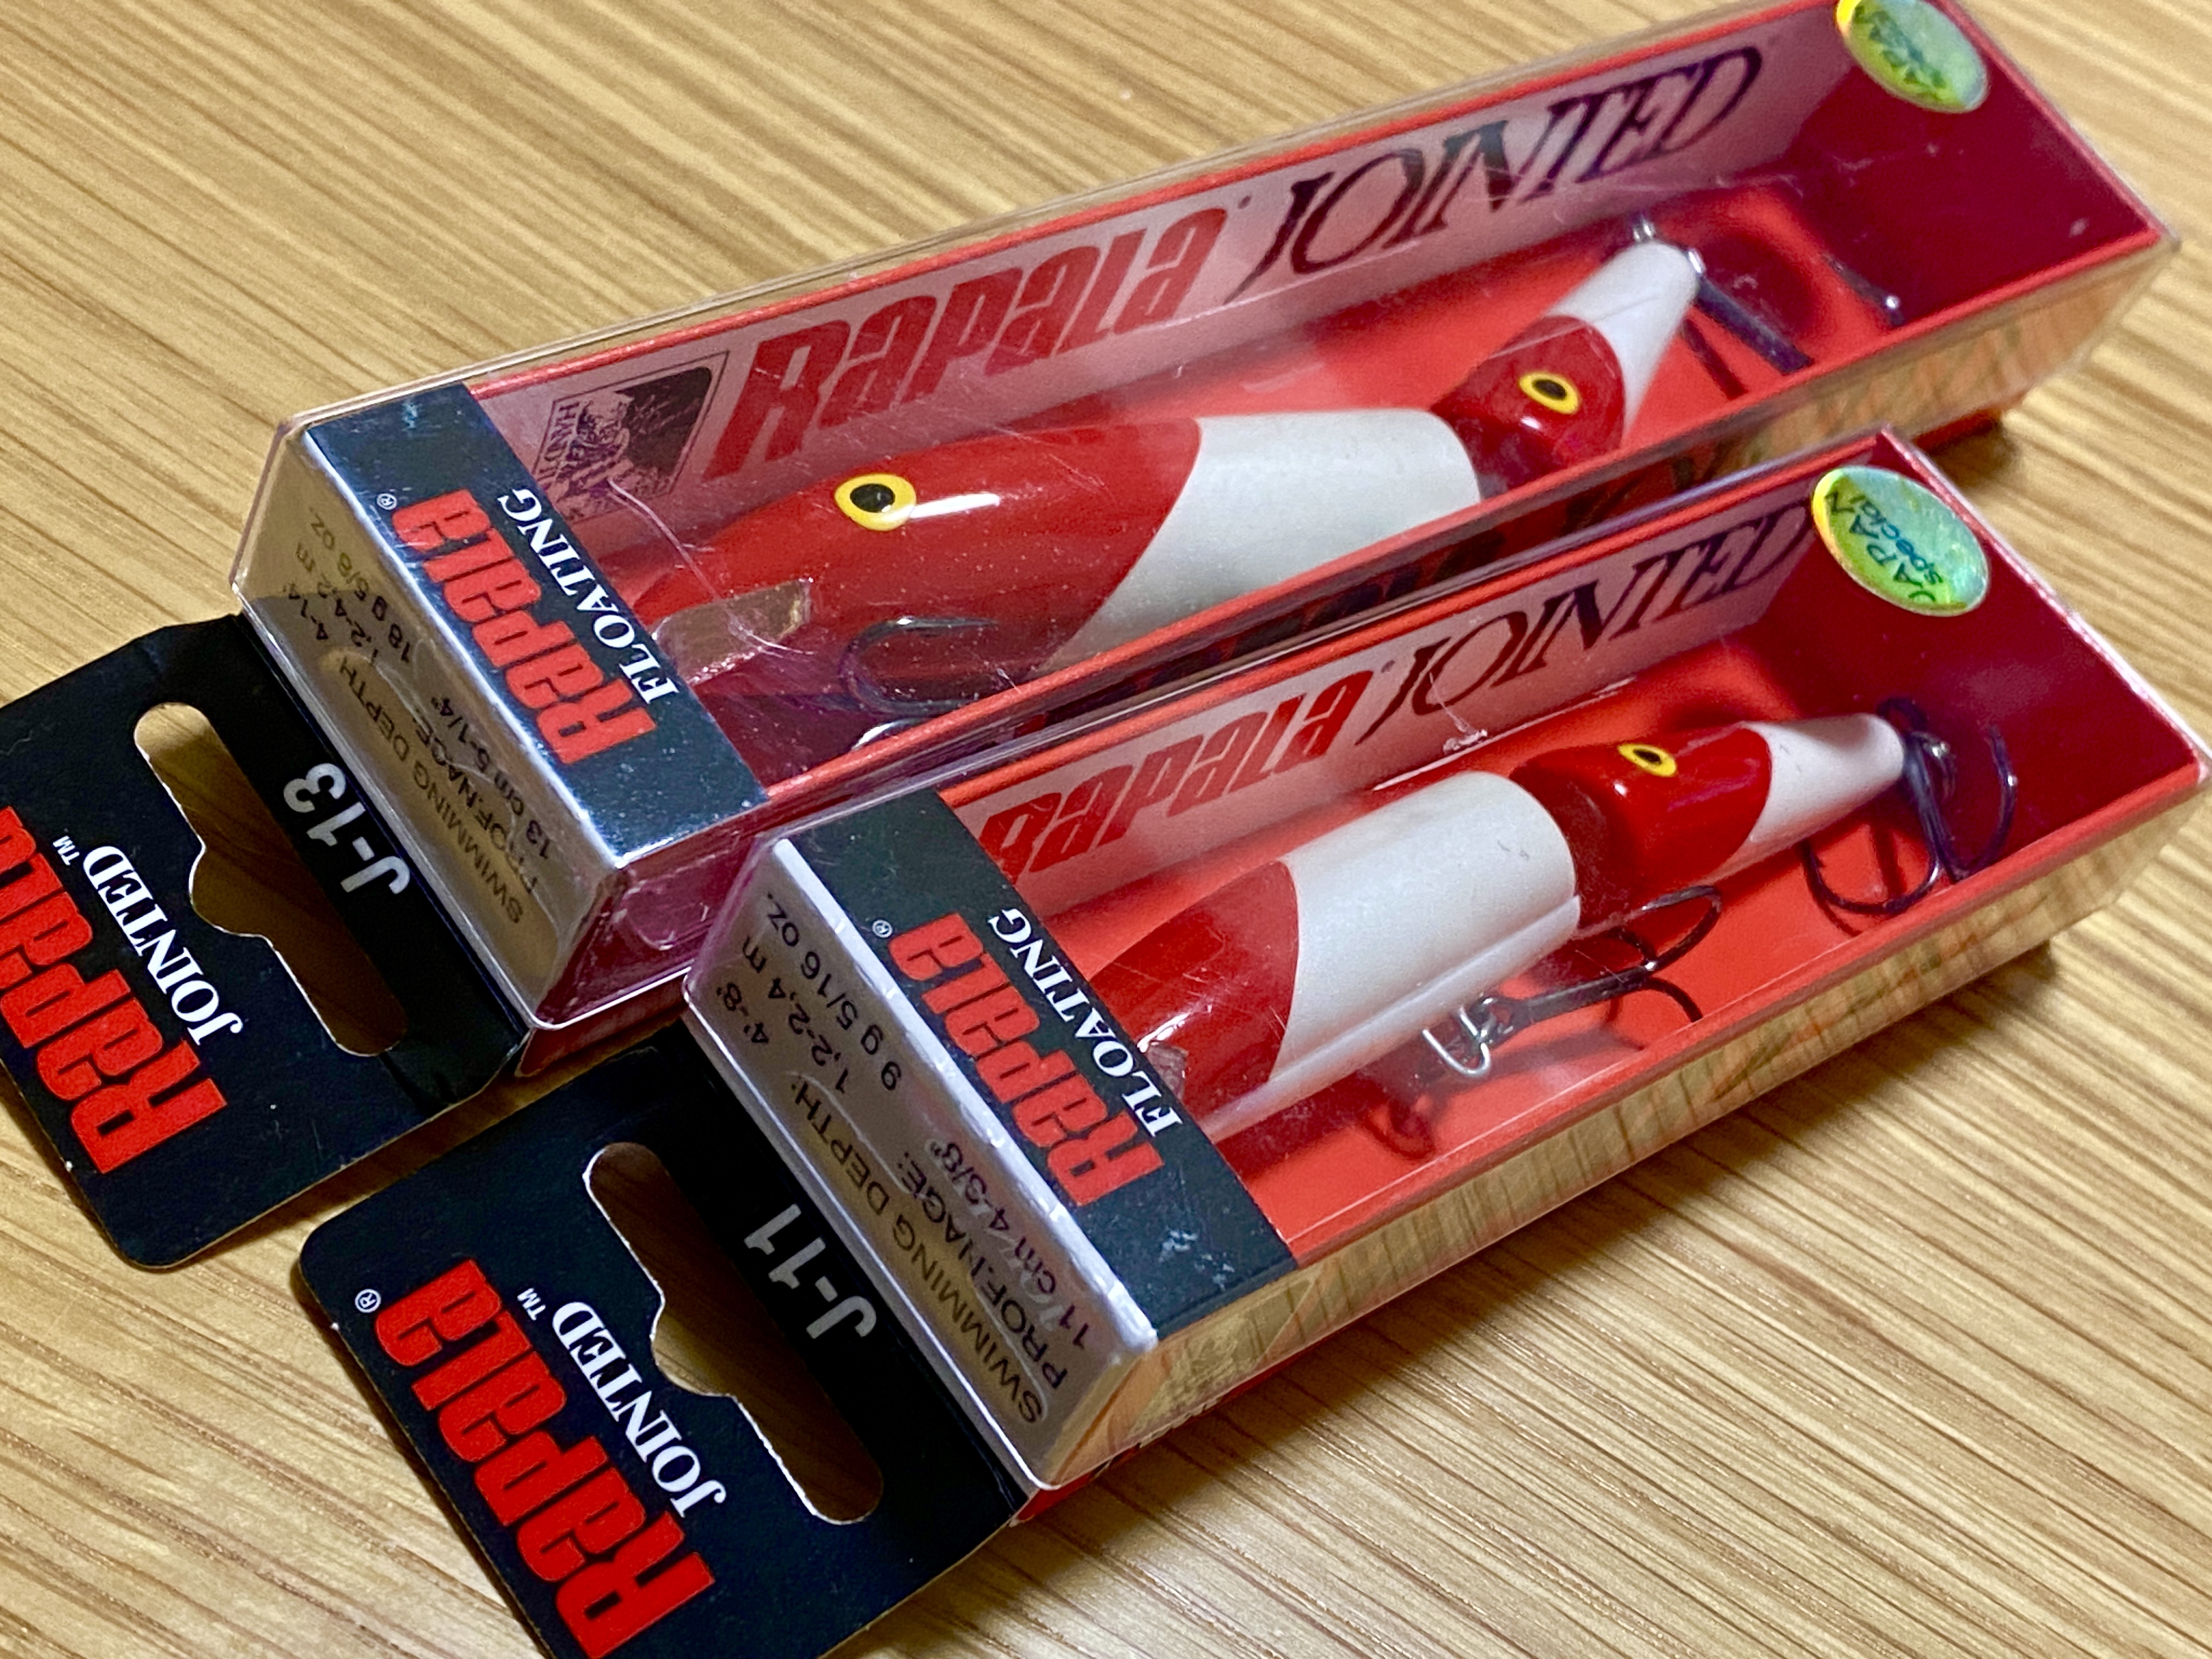 Rapala®
JOINTED™
J-13
SWIMMING DEPTH
PROF.NAGE.
1,2-4,2 m
4-14'
13 cm 5-1/4"
18 g 5/8 oz.
Rapala®
FLOATING
Rapala® JOINTED
JAPAN
Rapala®
JOINTED™
J-11
SWIMMING DEPTH:
PROF.NAGE:
1,2-2,4 m
4'-8'
11 cm 4-3/8"
9 g 5/16 oz.
Rapala®
FLOATING
Rapala® JOINTED
JAPAN
special